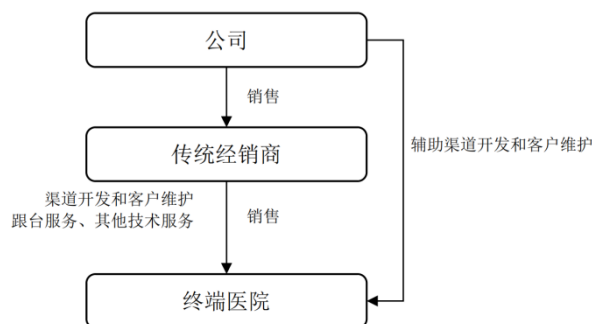 公司
销售
辅助渠道开发和客户维护
传统经销商
渠道开发和客户维护
跟台服务、其他技术服务
销售
终端医院